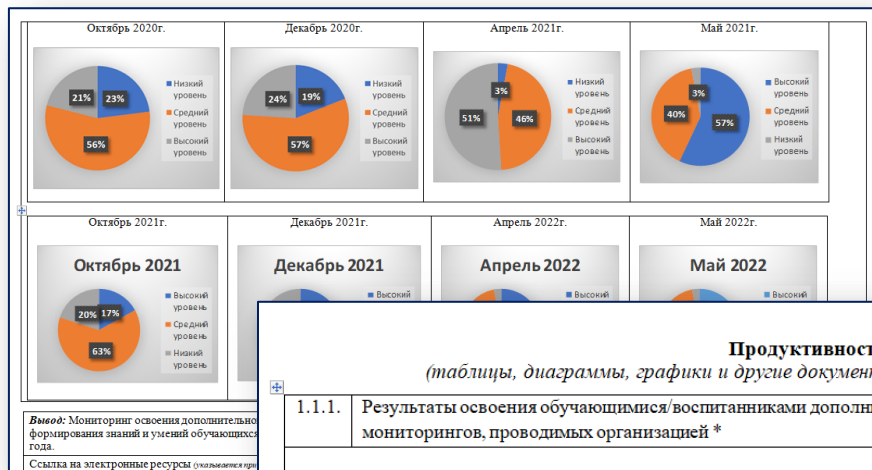 Октябрь 2020г.
Декабрь 2020г.
Апрель 2021г.
Май 2021г.
21%
23%
56%
Низкий
уровень
Средний
уровень
Высокий
уровень
24%
19%
57%
Низкий
уровень
Средний
уровень
Высокий
уровень
3%
51%
46%
Низкий
уровень
Средний
уровень
Высокий
уровень
3%
40%
57%
Высокий
уровень
Средний
уровень
Низкий
уровень
Октябрь 2021г.
Декабрь 2021г.
Апрель 2022г.
Май 2022г.
Октябрь 2021
20%
17%
63%
Высокий
уровень
Средний
уровень
Низкий
уровень
Декабрь 2021
Высокий
Апрель 2022
Высокий
Май 2022
Высокий
Вывод: Мониторинг освоения дополнительно
формирования знаний и умений обучающихся
года.
Ссылка на электронные ресурсы (указывается при
Продуктивност
(таблицы, диаграммы, графики и другие докумен
1.1.1.
Результаты освоения обучающимися/воспитанниками дополни
мониторингов, проводимых организацией *